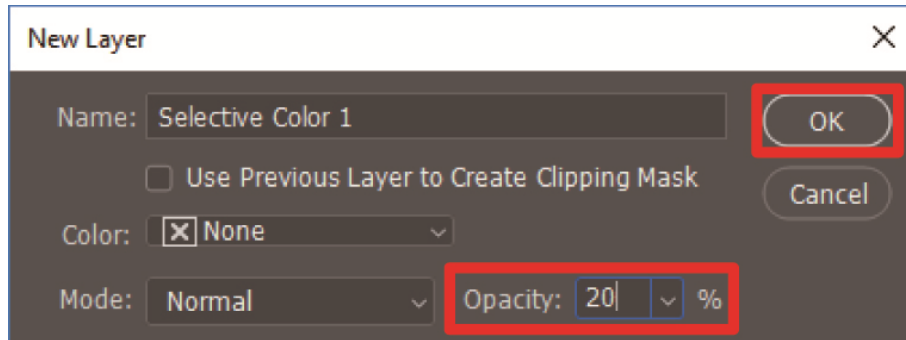 New Layer
Name: Selective Color 1
OK
Use Previous Layer to Create Clipping Mask
Cancel
Color: None
Mode: Normal Opacity: 20 %